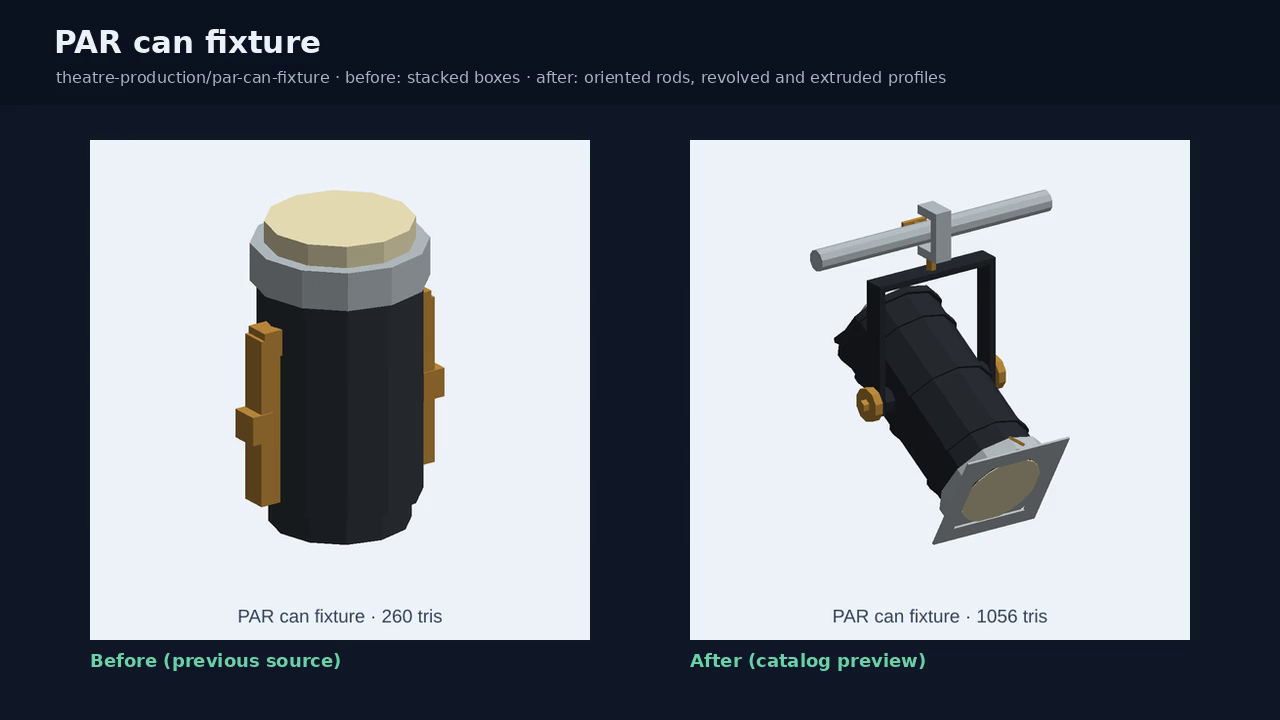 PAR can fixture
theatre-production/par-can-fixture · before: stacked boxes · after: oriented rods, revolved and extruded profiles
PAR can fixture · 260 tris
PAR can fixture · 1056 tris
Before (previous source)
After (catalog preview)